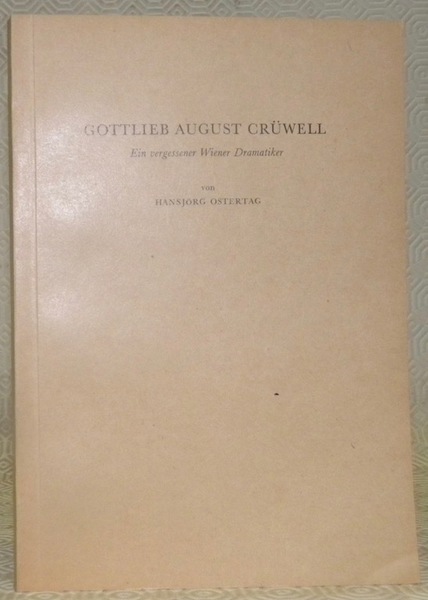 GOTTLIEB AUGUST CRÜWELL
Ein vergessener Wiener Dramatiker
von
HANSJÖRG OSTERTAG